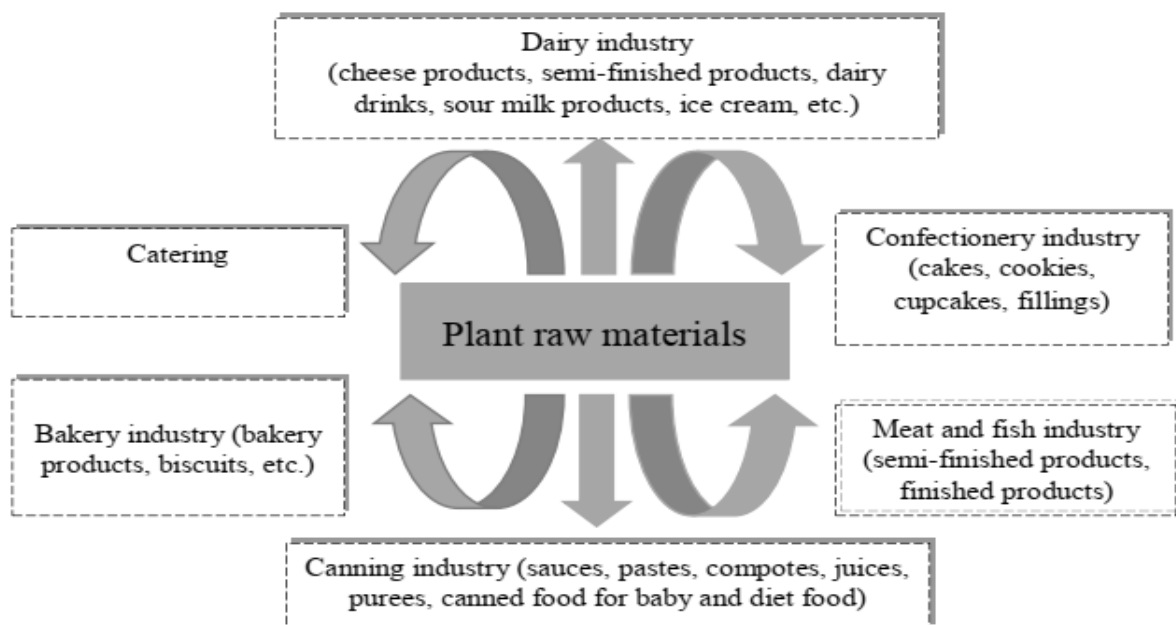 Dairy industry
(cheese products, semi-finished products, dairy
drinks, sour milk products, ice cream, etc.)
Catering
Confectionery industry
(cakes, cookies,
cupcakes, fillings)
Plant raw materials
Bakery industry (bakery
products, biscuits, etc.)
Meat and fish industry
(semi-finished products,
finished products)
Canning industry (sauces, pastes, compotes, juices,
purees, canned food for baby and diet food)